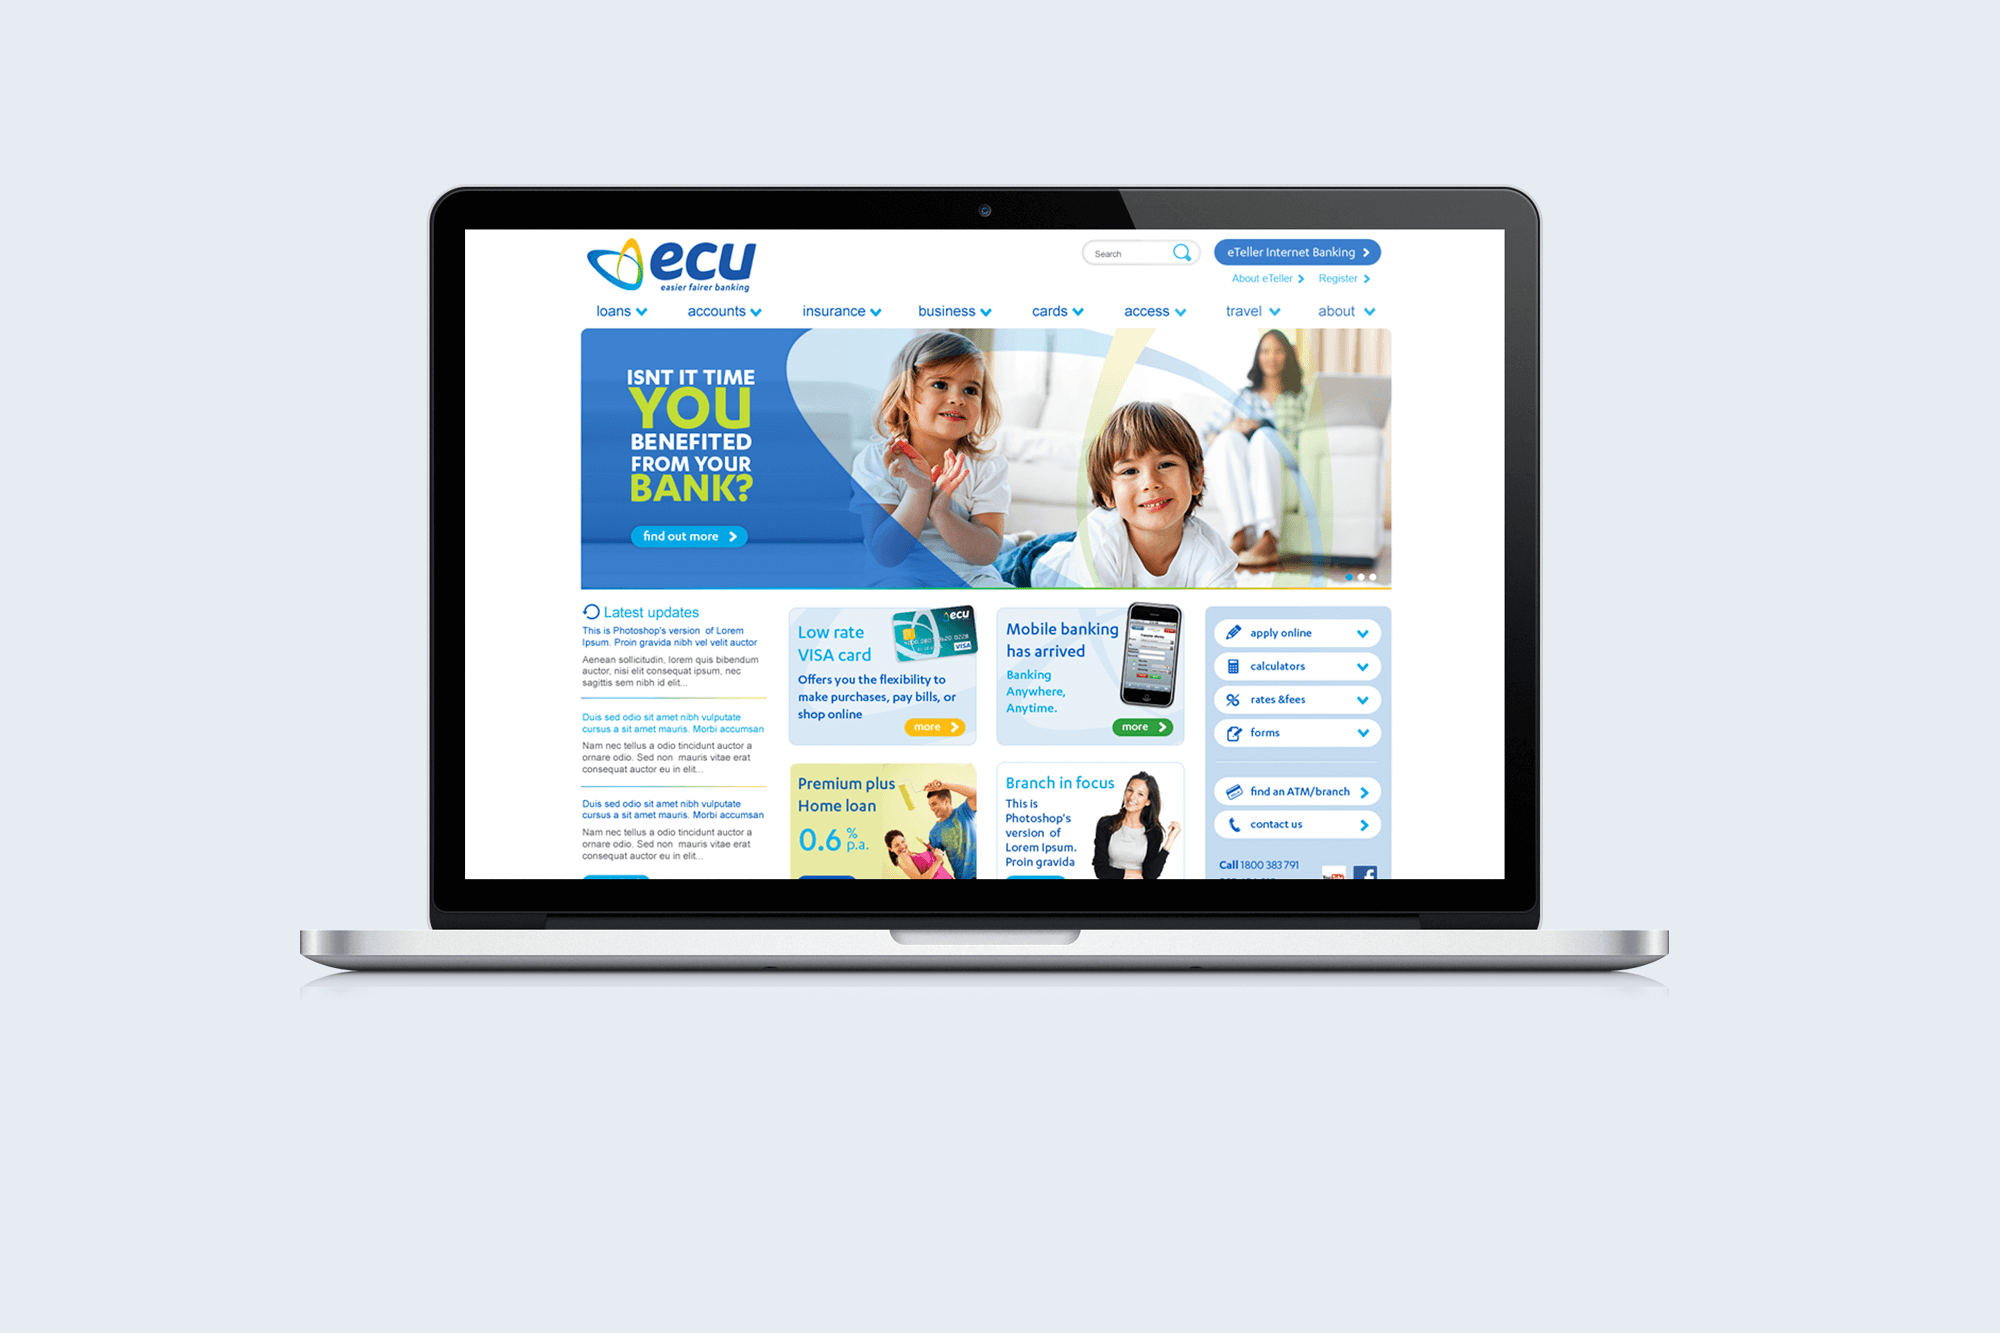 ecu
easier fairer banking
Search
eTeller Internet Banking
About eTeller
Register
loans
accounts
insurance
business
cards
access
travel
about
ISNT IT TIME
YOU
BENEFITED
FROM YOUR
BANK?
find out more
Latest updates
This is Photoshop's version of Lorem
Ipsum. Proin gravida nibh vel velit auctor
Aenean sollicitudin, lorem quis bibendum
auctor, nisi elit consequat ipsum, nec
sagittis sem nibh id elit...
Duis sed odio sit amet nibh vulputate
cursus a sit amet mauris. Morbi accumsan
Nam nec tellus a odio tincidunt auctor a
ornare odio. Sed non mauris vitae erat
consequat auctor eu in elit...
Duis sed odio sit amet nibh vulputate
cursus a sit amet mauris. Morbi accumsan
Nam nec tellus a odio tincidunt auctor a
ornare odio. Sed non mauris vitae erat
consequat auctor eu in elit...
Low rate
VISA card
ecu
VISA
Offers you the flexibility to
make purchases, pay bills, or
shop online
more
Mobile banking
has arrived
Banking
Anywhere,
Anytime.
more
Premium plus
Home loan
0.6 % p.a.
Branch in focus
This is
Photoshop's
version of
Lorem Ipsum.
Proin gravida
apply online
calculators
rates &fees
forms
find an ATM/branch
contact us
Call 1800 383 791